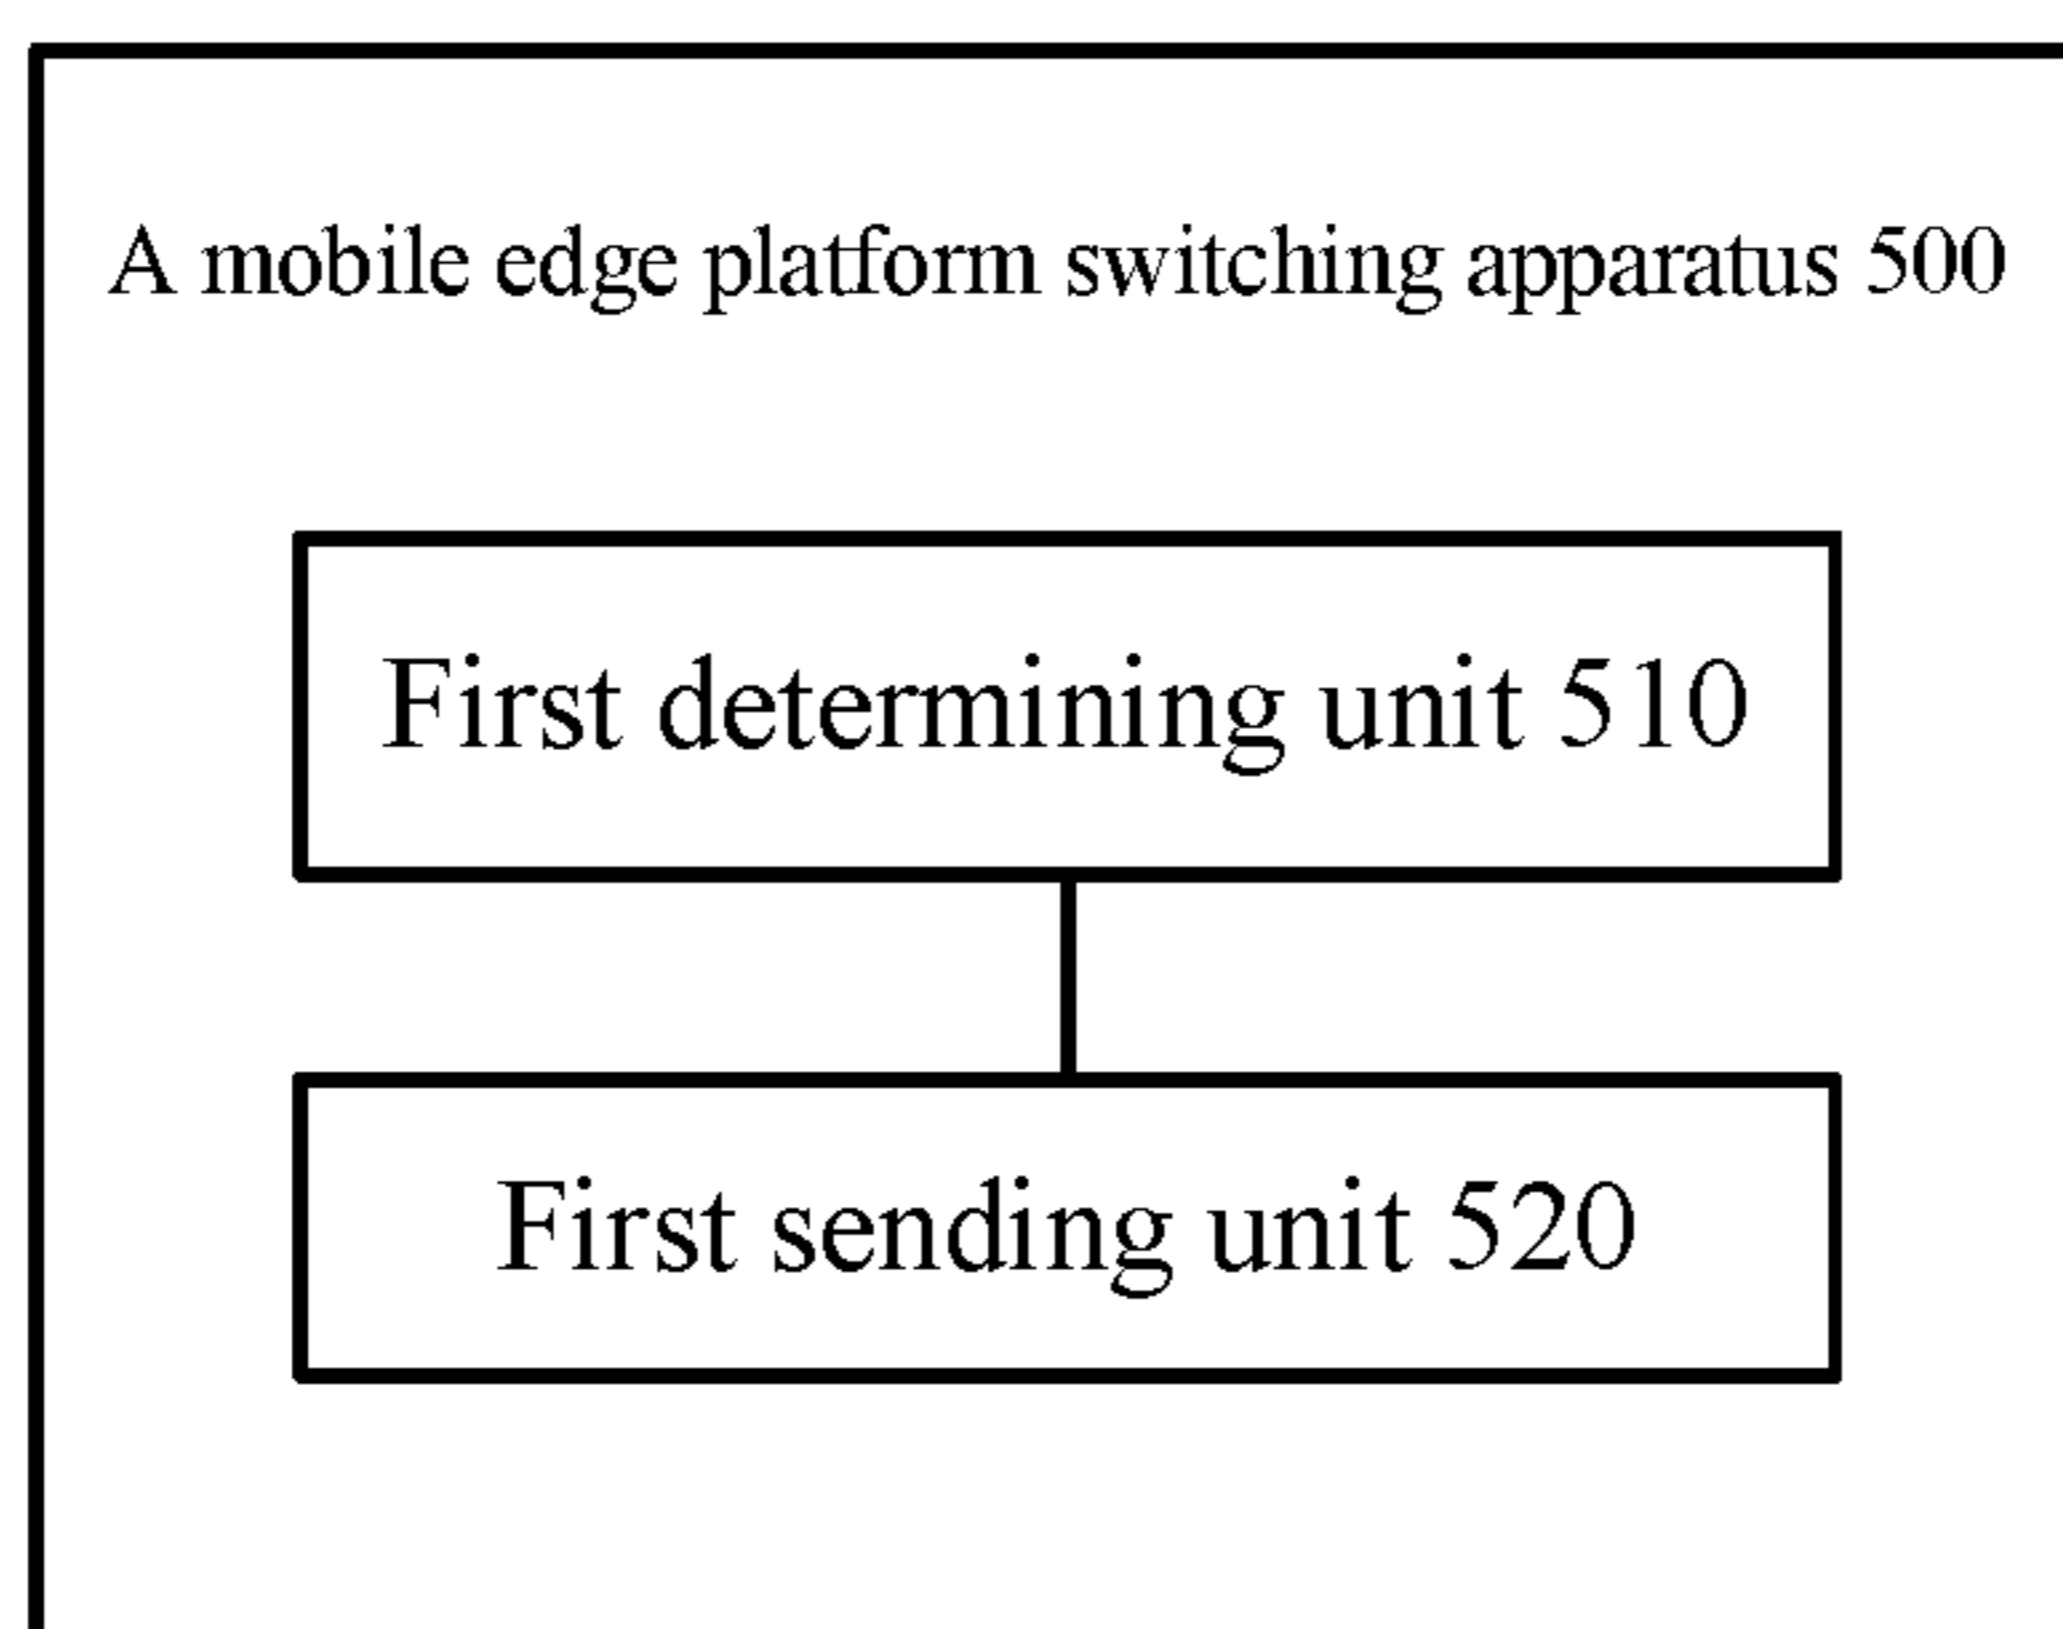 A mobile edge platform switching apparatus 500
First determining unit 510
First sending unit 520